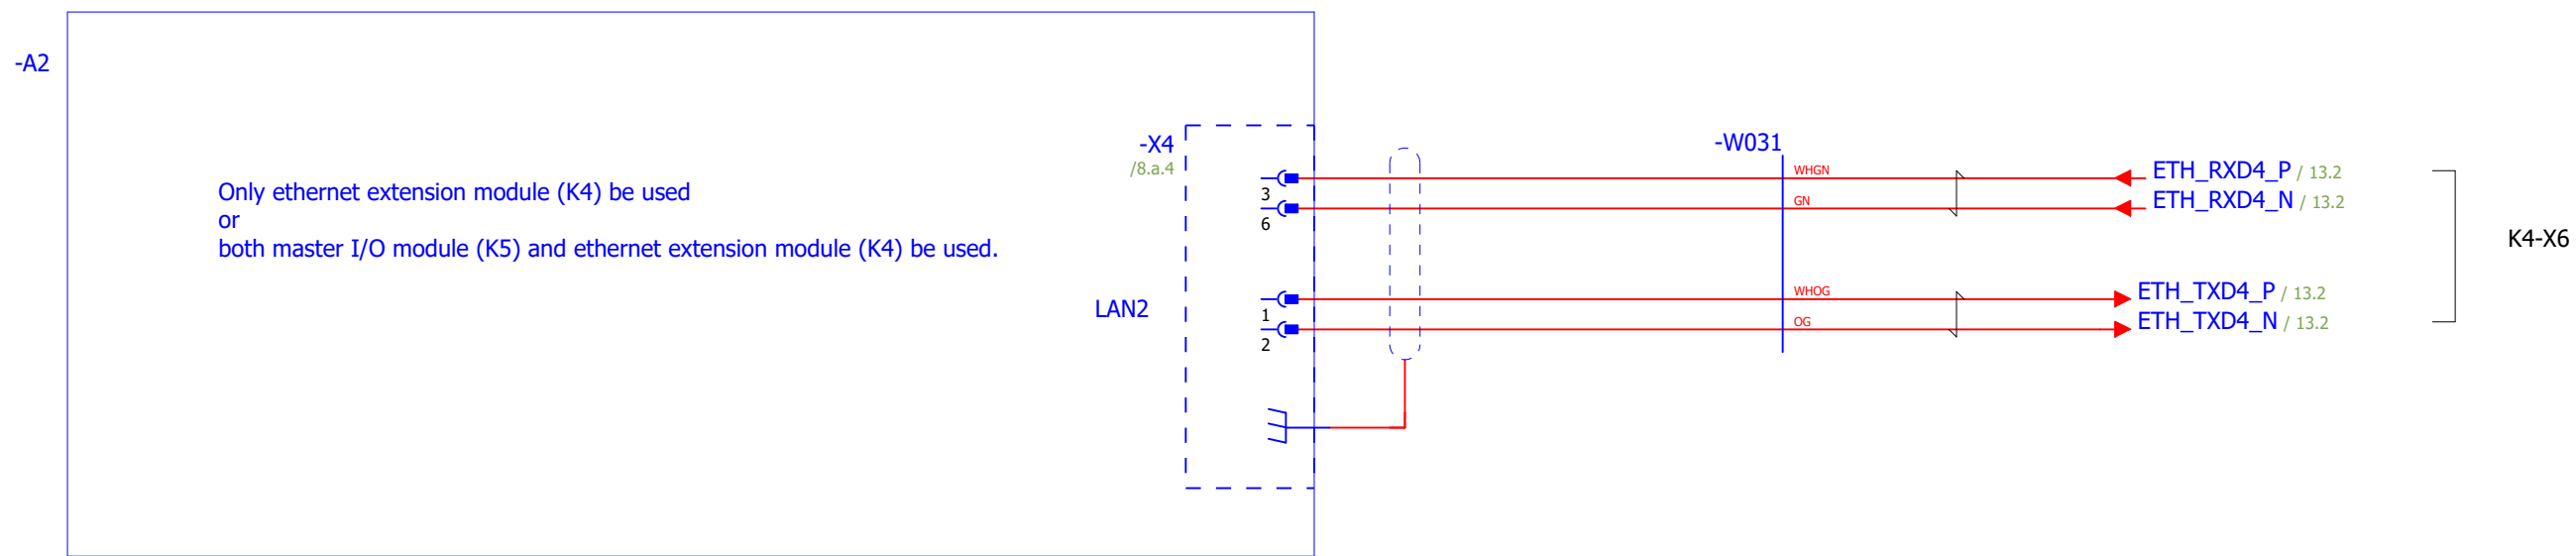 -A2
-X4
/8.a.4
-W031
Only ethernet extension module (K4) be used
or
both master I/O module (K5) and ethernet extension module (K4) be used.
3
WHGN
ETH_RXD4_P / 13.2
6
GN
ETH_RXD4_N / 13.2
K4-X6
LAN2
1
WHOG
ETH_TXD4_P / 13.2
2
OG
ETH_TXD4_N / 13.2